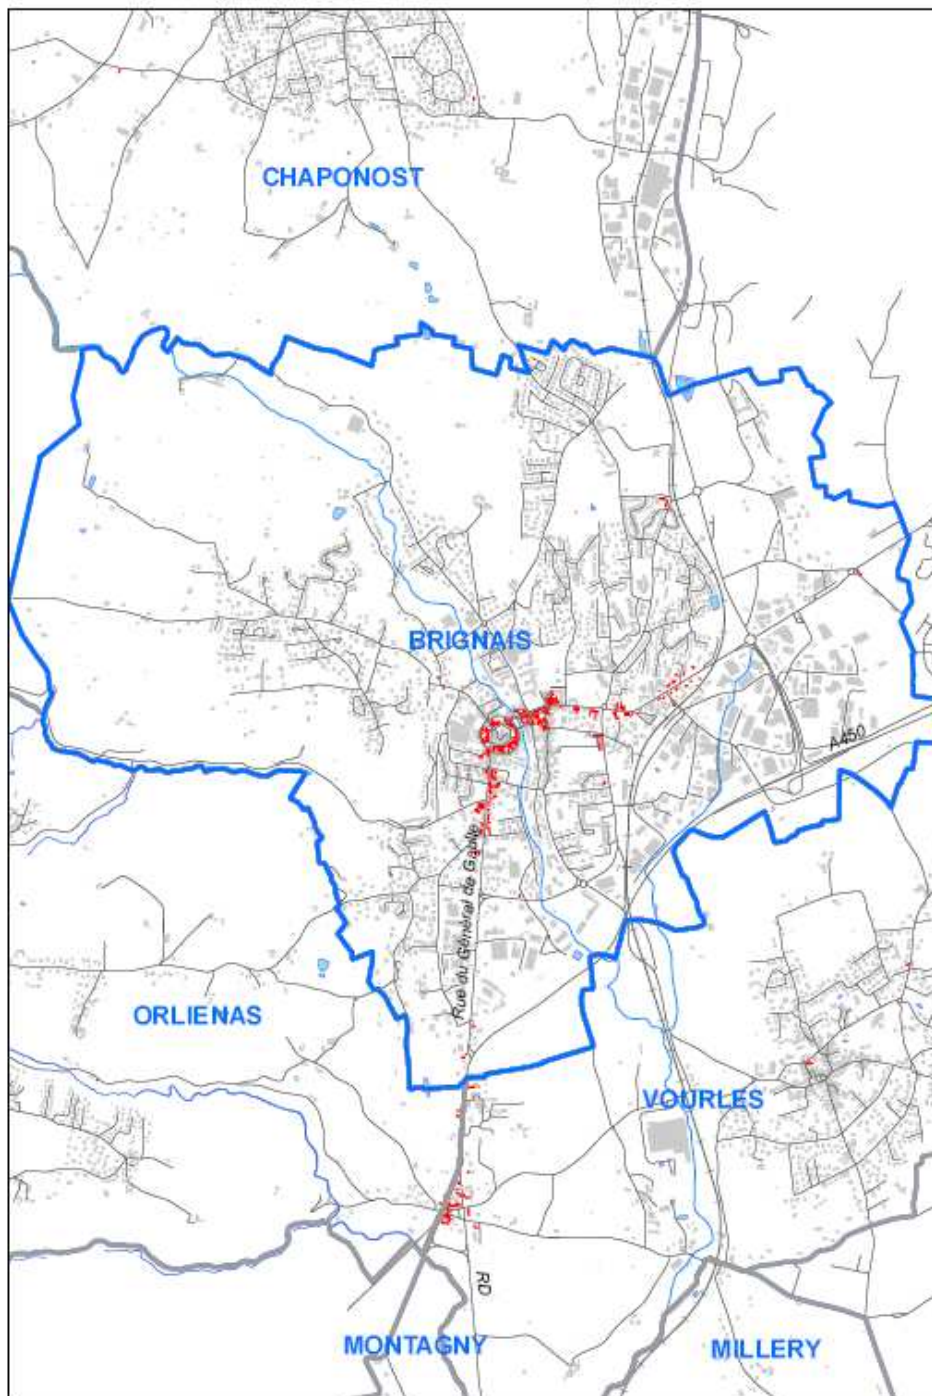 CHAPONOST
BRIGNAIS
A450
Rue du Général de Gaulle
ORLIENAS
VOURLES
RD
MONTAGNY
MILLERY